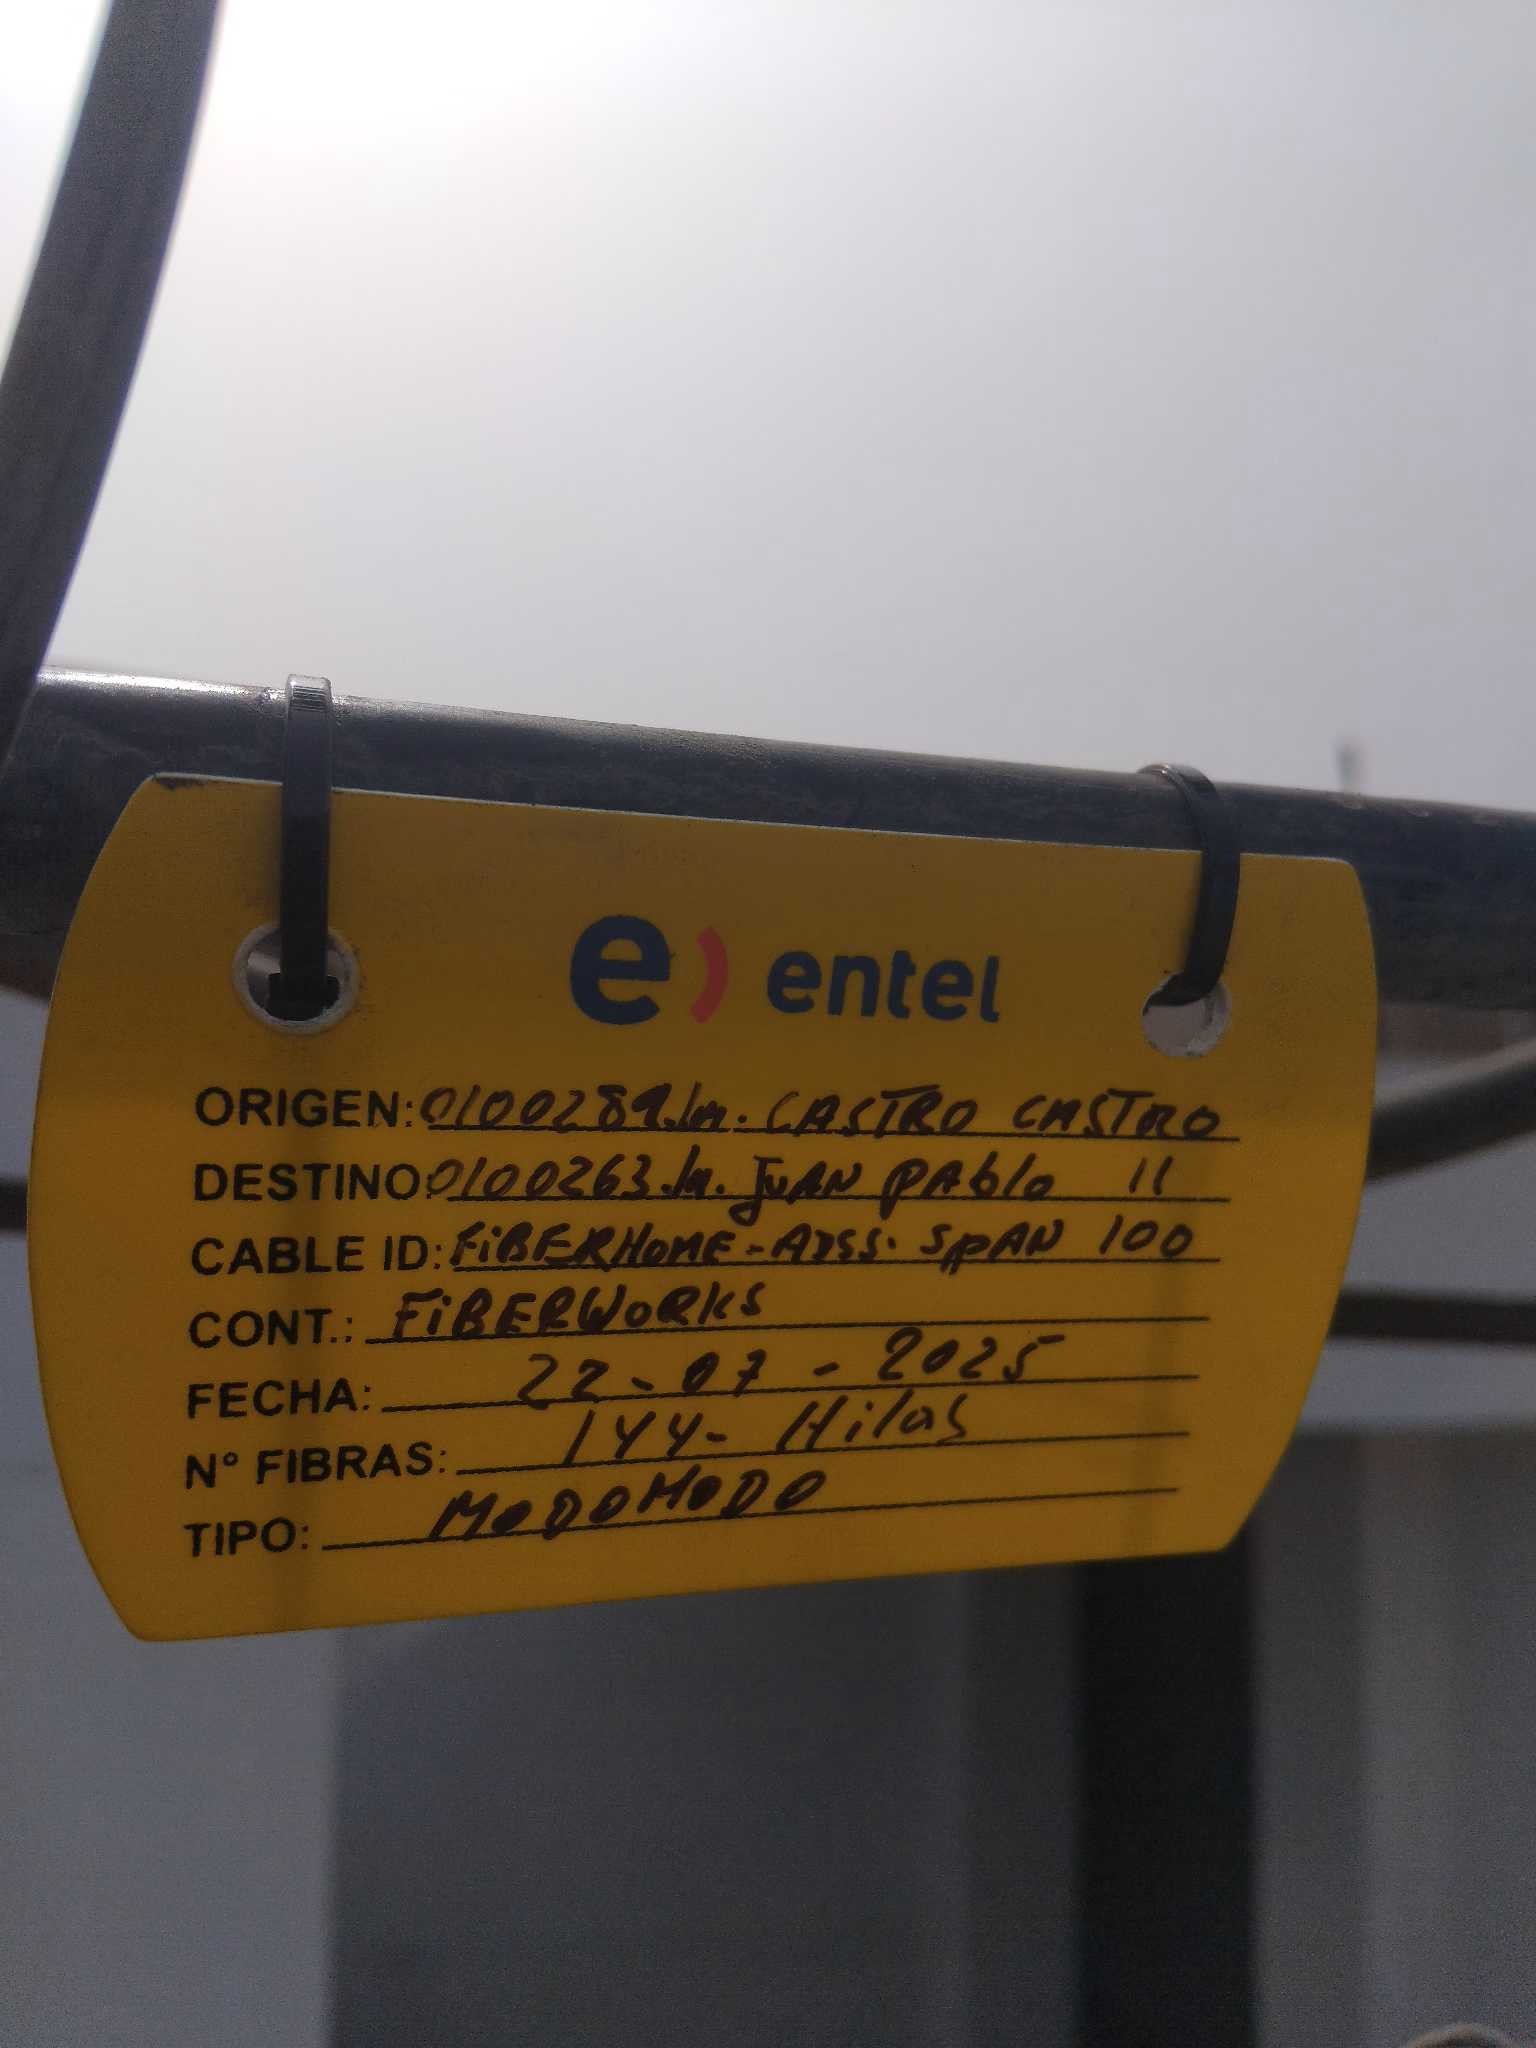 e) entel
ORIGEN: 0100289.lm. CASTRO CASTRO
DESTINO: 0100263.lm. JUAN PAblo II
CABLE ID: FiBERHOME-ADSS. SPAN 100
CONT.: FiBERWORKS
FECHA: 22-07-2025
N° FIBRAS: 144- Hilos
TIPO: MODOMODO